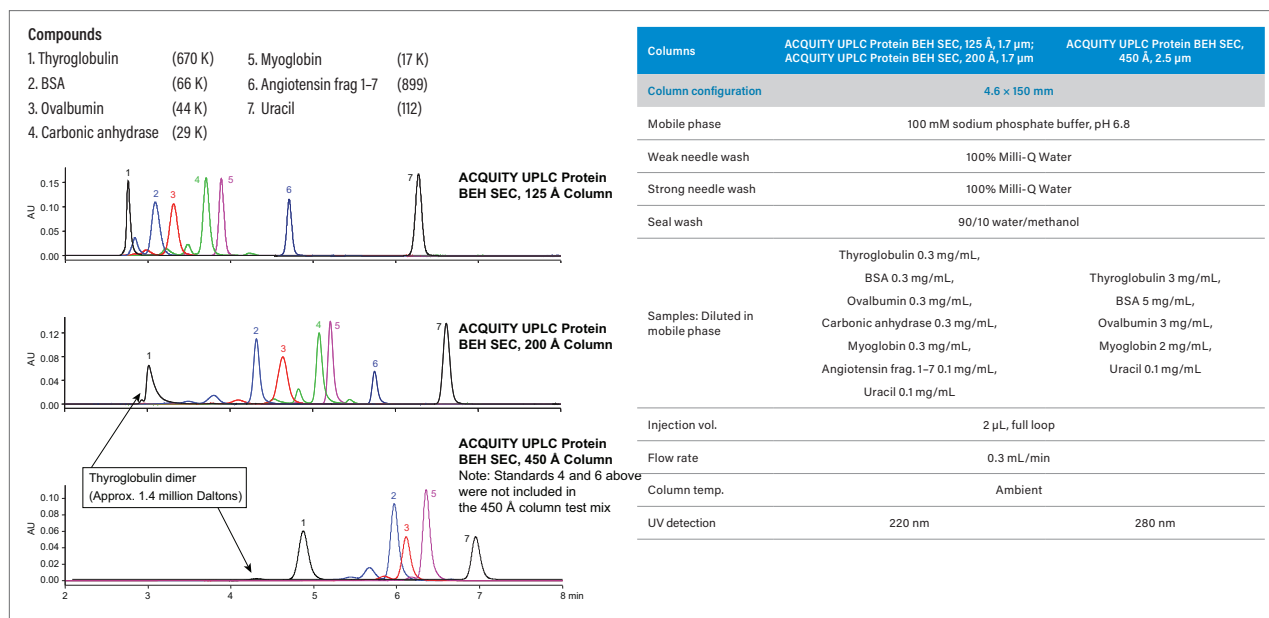 Compounds
1. Thyroglobulin (670 K) 5. Myoglobin (17 K)
2. BSA (66 K) 6. Angiotensin frag 1–7 (899)
3. Ovalbumin (44 K) 7. Uracil (112)
4. Carbonic anhydrase (29 K)
ACQUITY UPLC Protein
BEH SEC, 125 Å Column
AU
0.15
0.10
0.05
0.00
1
2
3
4
5
6
7
ACQUITY UPLC Protein
BEH SEC, 200 Å Column
AU
0.12
0.08
0.04
0.00
1
2
3
4
5
6
7
ACQUITY UPLC Protein
BEH SEC, 450 Å Column
Note: Standards 4 and 6 above
were not included in
the 450 Å column test mix
Thyroglobulin dimer
(Approx. 1.4 million Daltons)
AU
0.10
0.08
0.06
0.04
0.02
0.00
1
2
3
5
7
2 3 4 5 6 7 8 min
Columns ACQUITY UPLC Protein BEH SEC, 125 Å, 1.7 µm; ACQUITY UPLC Protein BEH SEC,
ACQUITY UPLC Protein BEH SEC, 200 Å, 1.7 µm 450 Å, 2.5 µm
Column configuration 4.6 × 150 mm
Mobile phase 100 mM sodium phosphate buffer, pH 6.8
Weak needle wash 100% Milli-Q Water
Strong needle wash 100% Milli-Q Water
Seal wash 90/10 water/methanol
Samples: Diluted in
mobile phase
Thyroglobulin 0.3 mg/mL,
BSA 0.3 mg/mL,
Ovalbumin 0.3 mg/mL,
Carbonic anhydrase 0.3 mg/mL,
Myoglobin 0.3 mg/mL,
Angiotensin frag. 1–7 0.1 mg/mL,
Uracil 0.1 mg/mL
Thyroglobulin 3 mg/mL,
BSA 5 mg/mL,
Ovalbumin 3 mg/mL,
Myoglobin 2 mg/mL,
Uracil 0.1 mg/mL
Injection vol. 2 µL, full loop
Flow rate 0.3 mL/min
Column temp. Ambient
UV detection 220 nm 280 nm